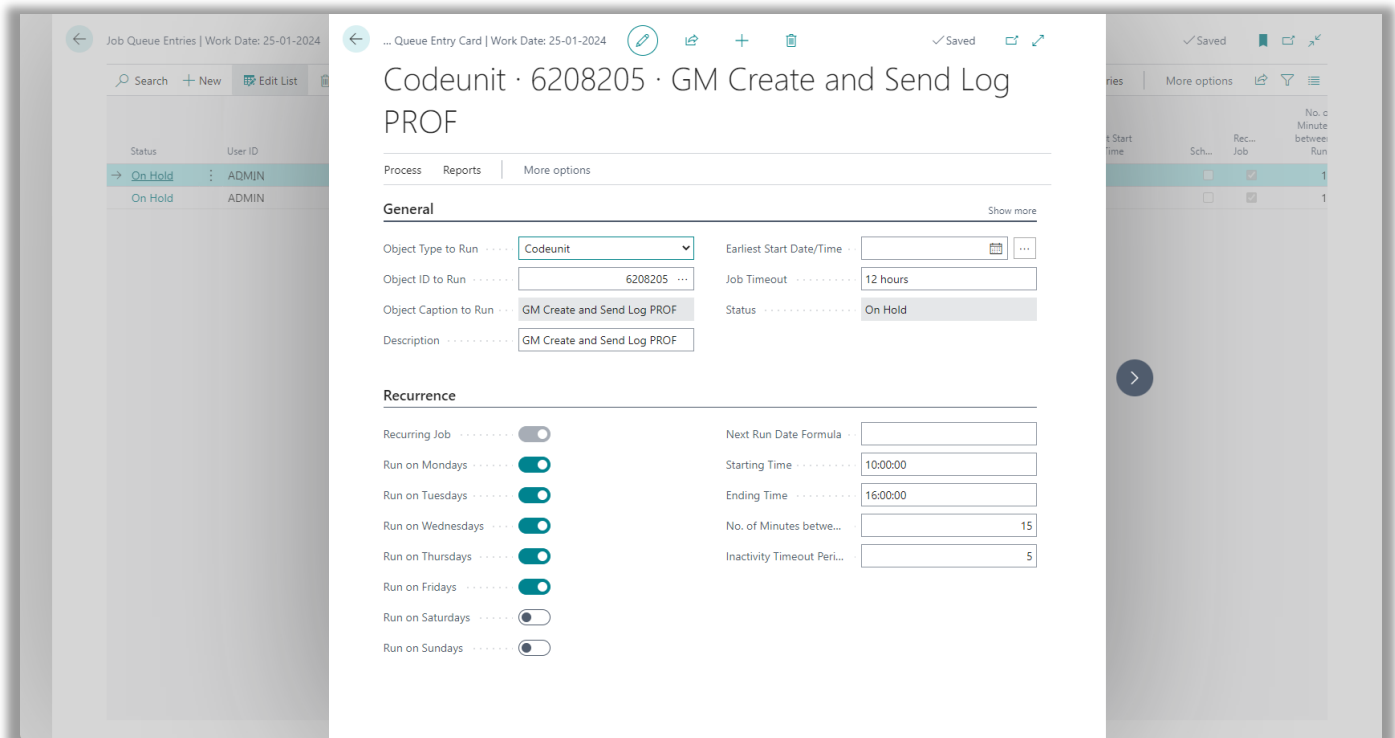 Job Queue Entries | Work Date: 25-01-2024
Search
New
Edit List
Status
User ID
On Hold
ADMIN
On Hold
ADMIN
... Queue Entry Card | Work Date: 25-01-2024
Saved
Codeunit · 6208205 · GM Create and Send Log
PROF
Process
Reports
More options
General
Show more
Object Type to Run
Codeunit
Object ID to Run
6208205
Object Caption to Run
GM Create and Send Log PROF
Description
GM Create and Send Log PROF
Earliest Start Date/Time
Job Timeout
12 hours
Status
On Hold
Recurrence
Recurring Job
Run on Mondays
Run on Tuesdays
Run on Wednesdays
Run on Thursdays
Run on Fridays
Run on Saturdays
Run on Sundays
Next Run Date Formula
Starting Time
10:00:00
Ending Time
16:00:00
No. of Minutes betwe...
15
Inactivity Timeout Peri...
5
Saved
ries
More options
t Start
Time
Sch...
Rec...
Job
No. o
Minute
betwee
Run
1
1